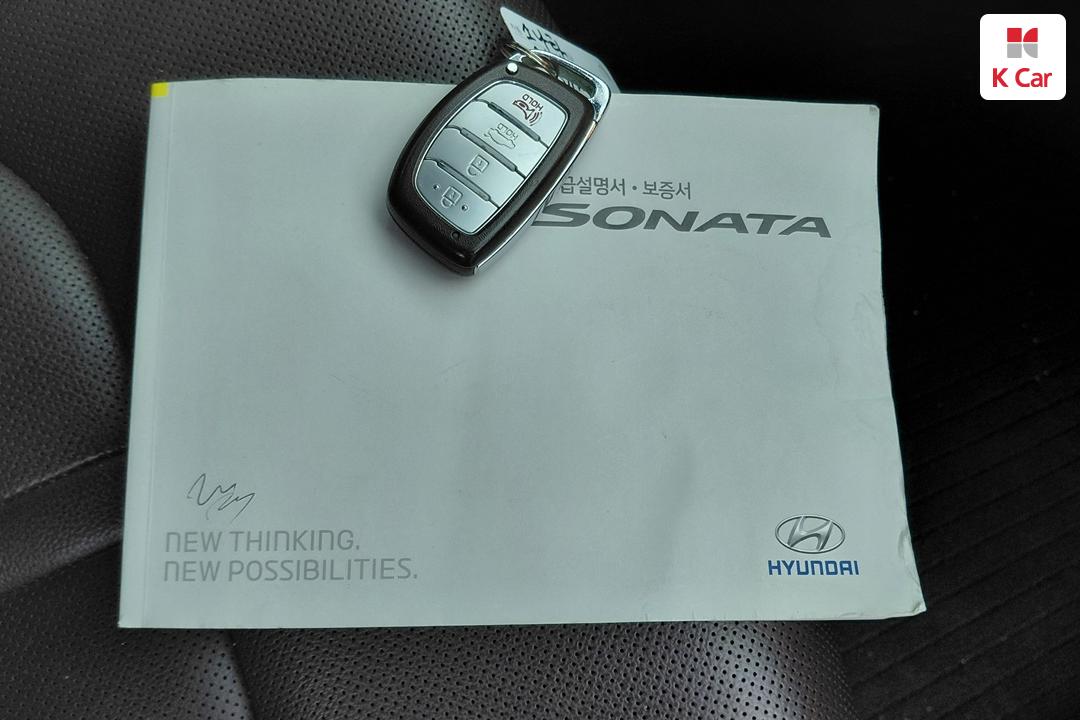 K Car
HOLD
HOLD
급설명서 • 보증서
SONATA
NEW THINKING.
NEW POSSIBILITIES.
HYUNDAI